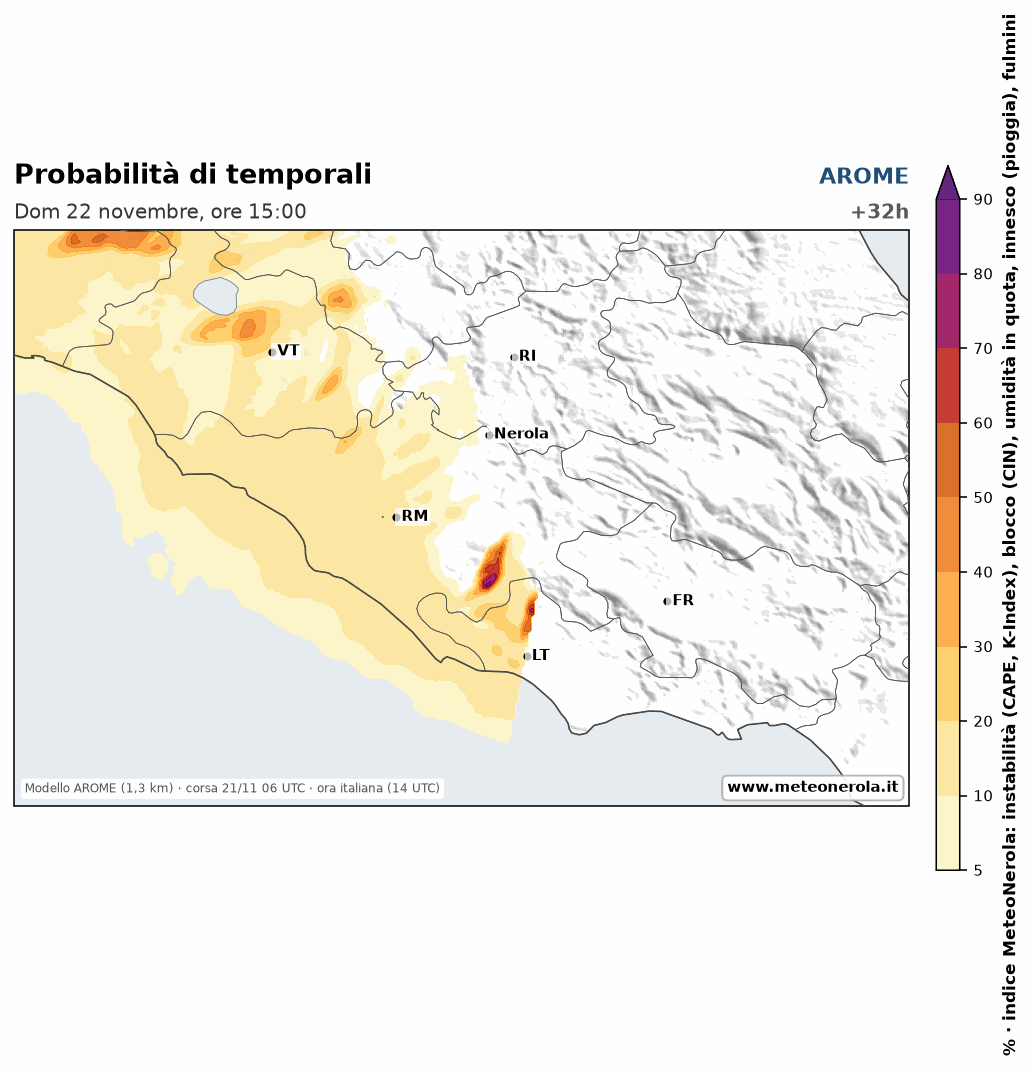 Probabilità di temporali
AROME
Dom 22 novembre, ore 15:00
+32h
VT
RI
Nerola
RM
FR
LT
Modello AROME (1,3 km) · corsa 21/11 06 UTC · ora italiana (14 UTC)
www.meteonerola.it
90
80
70
60
50
40
30
20
10
5
% · indice MeteoNerola: instabilità (CAPE, K-Index), blocco (CIN), umidità in quota, innesco (pioggia), fulmini